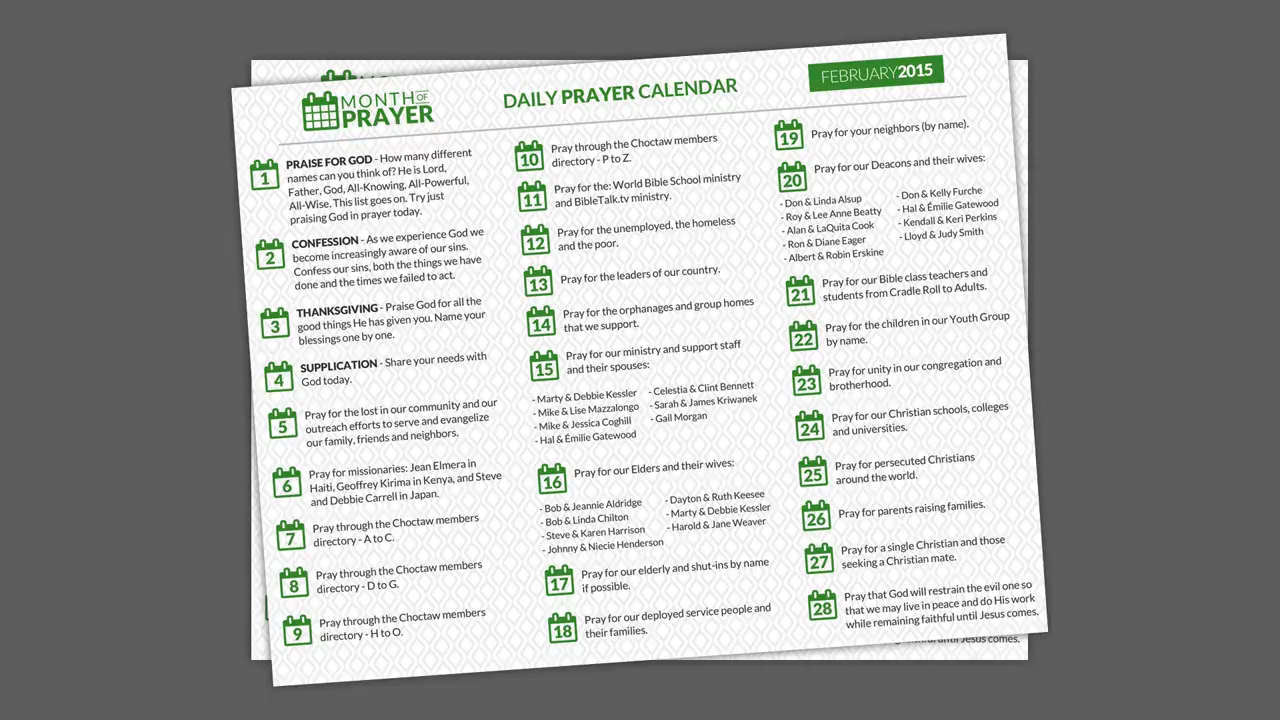 MONTH OF
PRAYER
DAILY PRAYER CALENDAR
FEBRUARY2015
1
PRAISE FOR GOD - How many different
names can you think of? He is Lord,
Father, God, All-Knowing, All-Powerful,
All-Wise. This list goes on. Try just
praising God in prayer today.
2
CONFESSION - As we experience God we
become increasingly aware of our sins.
Confess our sins, both the things we have
done and the times we failed to act.
3
THANKSGIVING - Praise God for all the
good things He has given you. Name your
blessings one by one.
4
SUPPLICATION - Share your needs with
God today.
5
Pray for the lost in our community and our
outreach efforts to serve and evangelize
our family, friends and neighbors.
6
Pray for missionaries: Jean Elmera in
Haiti, Geoffrey Kirima in Kenya, and Steve
and Debbie Carrell in Japan.
7
Pray through the Choctaw members
directory - A to C.
8
Pray through the Choctaw members
directory - D to G.
9
Pray through the Choctaw members
directory - H to O.
10
Pray through the Choctaw members
directory - P to Z.
11
Pray for the: World Bible School ministry
and BibleTalk.tv ministry.
12
Pray for the unemployed, the homeless
and the poor.
13
Pray for the leaders of our country.
14
Pray for the orphanages and group homes
that we support.
15
Pray for our ministry and support staff
and their spouses:
- Marty & Debbie Kessler
- Mike & Lise Mazzalongo
- Mike & Jessica Coghill
- Hal & Émilie Gatewood
- Celestia & Clint Bennett
- Sarah & James Kriwanek
- Gail Morgan
16
Pray for our Elders and their wives:
- Bob & Jeannie Aldridge
- Bob & Linda Chilton
- Steve & Karen Harrison
- Johnny & Niecie Henderson
- Dayton & Ruth Keesee
- Marty & Debbie Kessler
- Harold & Jane Weaver
17
Pray for our elderly and shut-ins by name
if possible.
18
Pray for our deployed service people and
their families.
19
Pray for your neighbors (by name).
20
Pray for our Deacons and their wives:
- Don & Linda Alsup
- Roy & Lee Anne Beatty
- Alan & LaQuita Cook
- Ron & Diane Eager
- Albert & Robin Erskine
- Don & Kelly Furche
- Hal & Émilie Gatewood
- Kendall & Keri Perkins
- Lloyd & Judy Smith
21
Pray for our Bible class teachers and
students from Cradle Roll to Adults.
22
Pray for the children in our Youth Group
by name.
23
Pray for unity in our congregation and
brotherhood.
24
Pray for our Christian schools, colleges
and universities.
25
Pray for persecuted Christians
around the world.
26
Pray for parents raising families.
27
Pray for a single Christian and those
seeking a Christian mate.
28
Pray that God will restrain the evil one so
that we may live in peace and do His work
while remaining faithful until Jesus comes.
until Jesus comes.